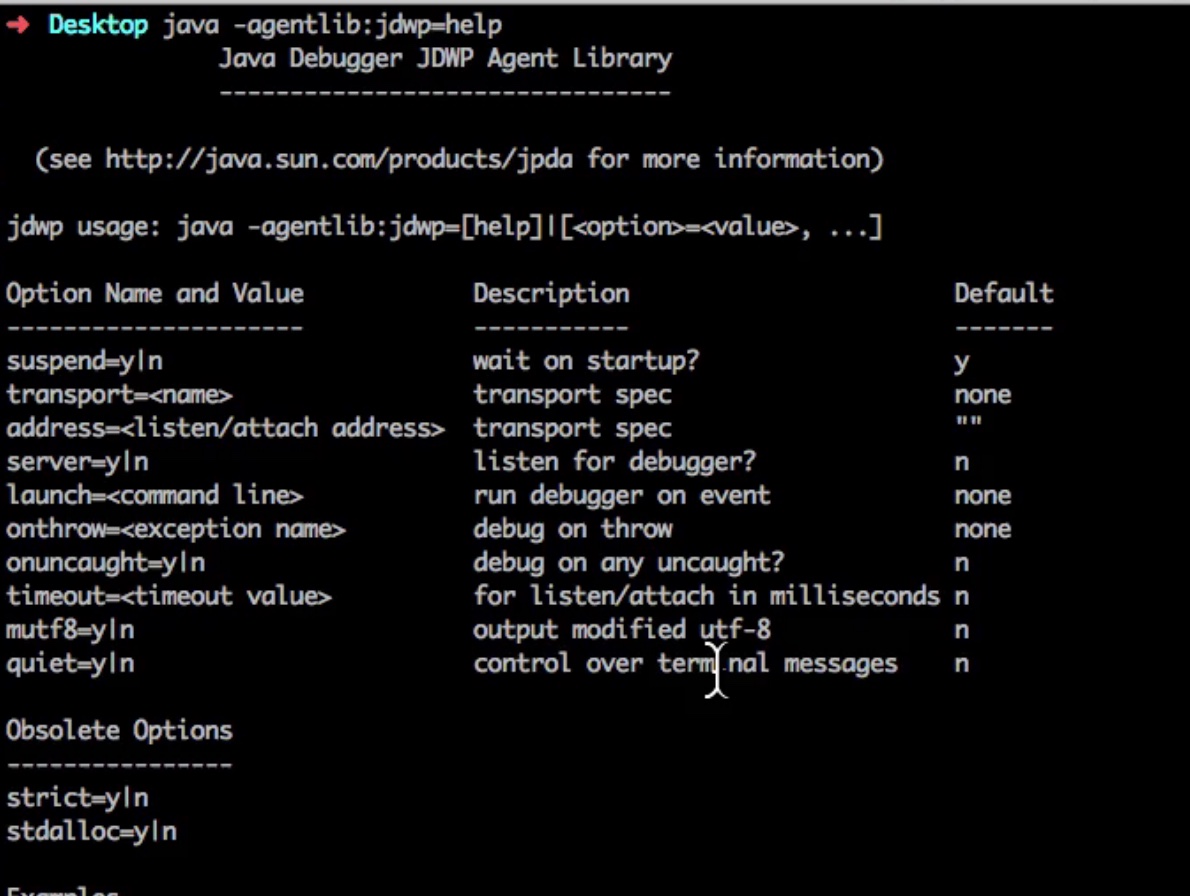 ➜ Desktop java -agentlib:jdwp=help
Java Debugger JDWP Agent Library
--------------------------------
(see http://java.sun.com/products/jpda for more information)
jdwp usage: java -agentlib:jdwp=[help]|[<option>=<value>, ...]
Option Name and Value Description Default
--------------------- ----------- -------
suspend=y|n wait on startup? y
transport=<name> transport spec none
address=<listen/attach address> transport spec ""
server=y|n listen for debugger? n
launch=<command line> run debugger on event none
onthrow=<exception name> debug on throw none
onuncaught=y|n debug on any uncaught? n
timeout=<timeout value> for listen/attach in milliseconds n
mutf8=y|n output modified utf-8 n
quiet=y|n control over terminal messages n
Obsolete Options
----------------
strict=y|n
stdalloc=y|n
Examples